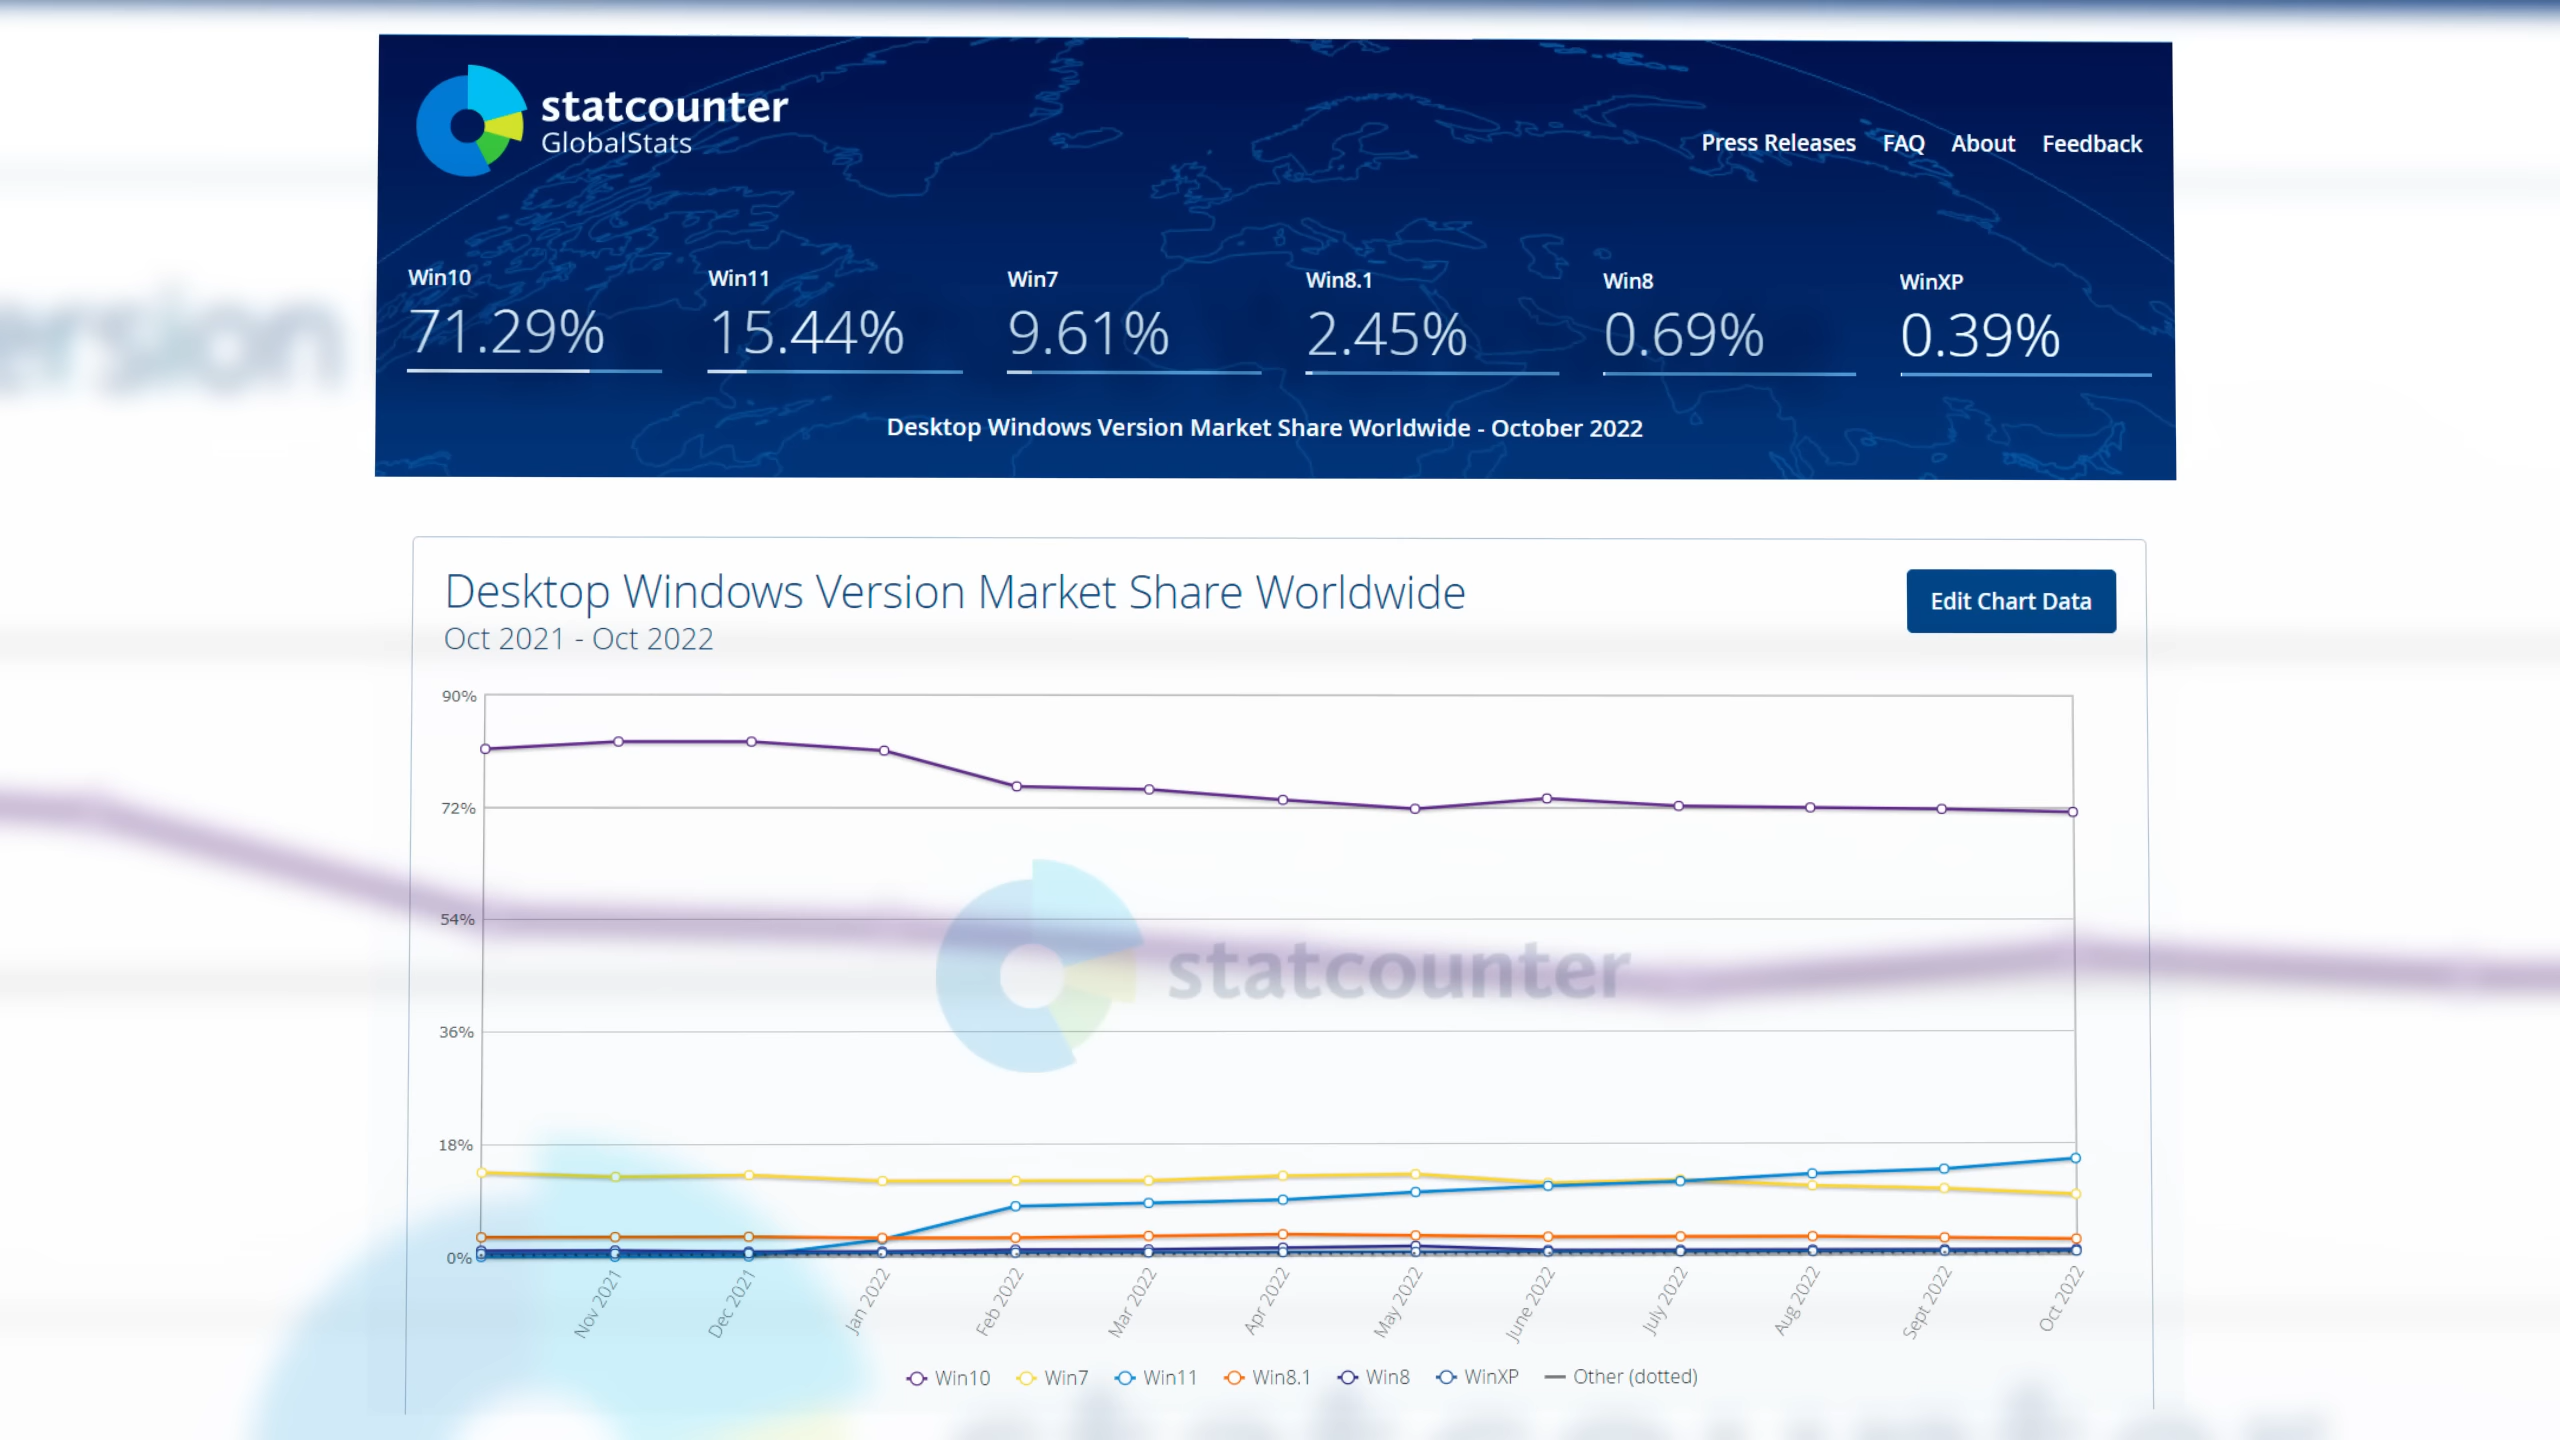 statcounter
GlobalStats
Press Releases FAQ About Feedback
Win10 Win11 Win7 Win8.1 Win8 WinXP
71.29% 15.44% 9.61% 2.45% 0.69% 0.39%
Desktop Windows Version Market Share Worldwide - October 2022
Desktop Windows Version Market Share Worldwide
Edit Chart Data
Oct 2021 - Oct 2022
90%
72%
54%
statcounter
36%
18%
0%
Nov 2021 Dec 2021 Jan 2022 Feb 2022 Mar 2022 Apr 2022 May 2022 June 2022 July 2022 Aug 2022 Sept 2022 Oct 2022
Win10 Win7 Win11 Win8.1 Win8 WinXP Other (dotted)